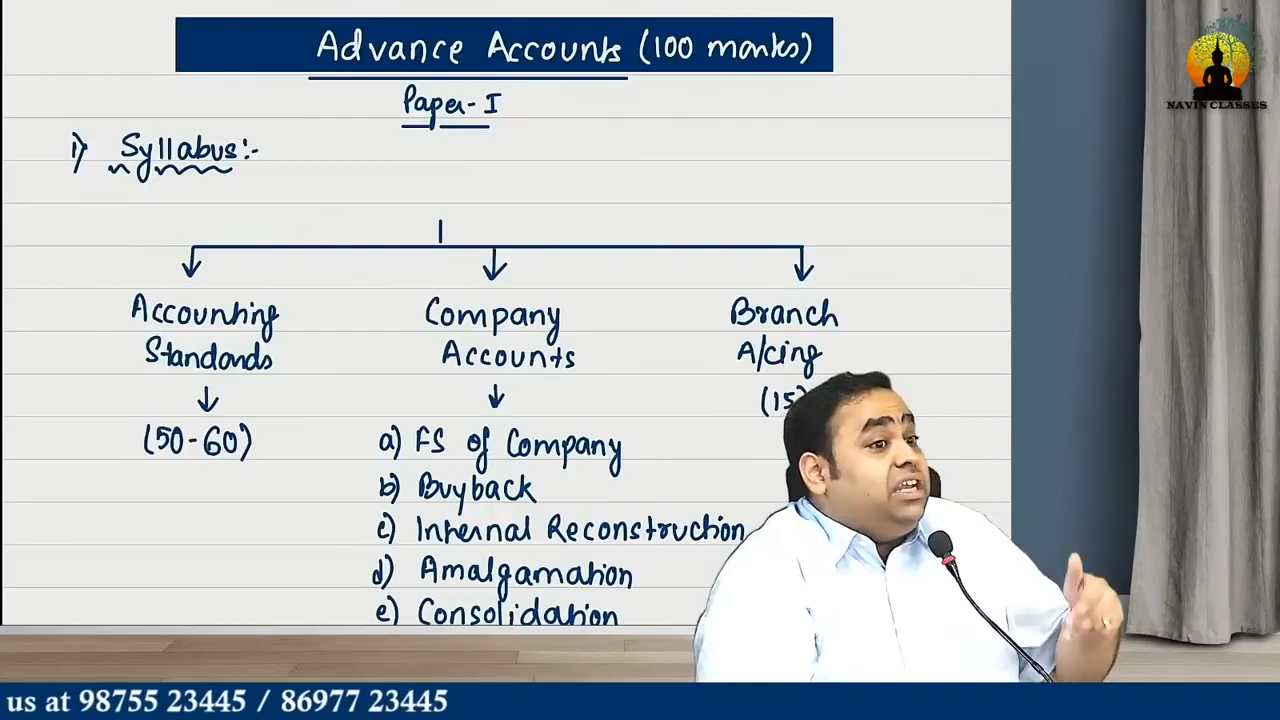 Advance Accounts (100 marks)
Paper-I
1) Syllabus:-
Accounting Standards
(50-60)
Company Accounts
a) FS of Company
b) Buyback
c) Internal Reconstruction
d) Amalgamation
e) Consolidation
Branch A/cing
(15)
NAVIN CLASSES
us at 98755 23445 / 86977 23445